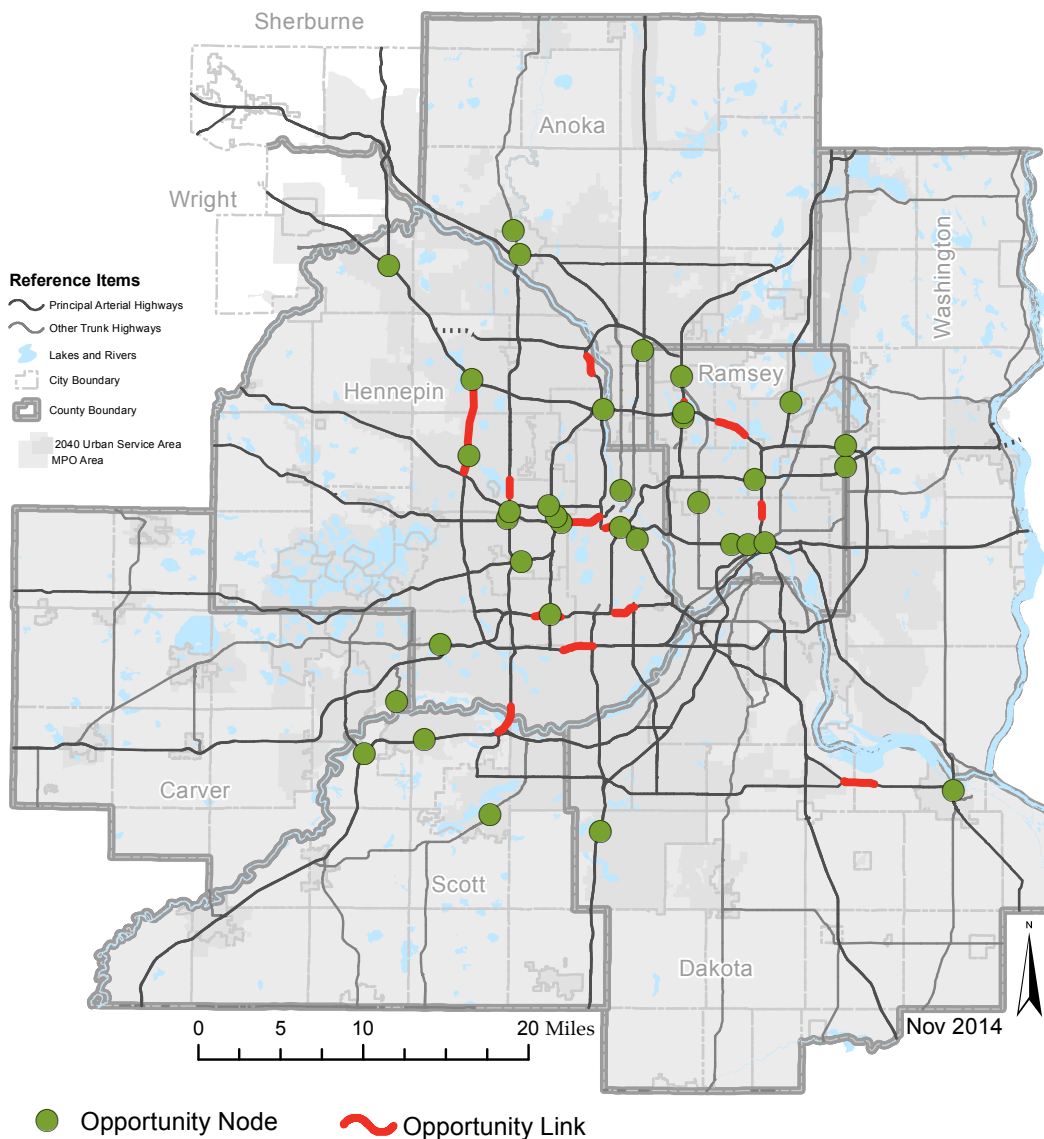 Sherburne
Anoka
Wright
Washington
Reference Items
Principal Arterial Highways
Other Trunk Highways
Lakes and Rivers
City Boundary
County Boundary
2040 Urban Service Area
MPO Area
Hennepin
Ramsey
Carver
Scott
Dakota
N
Nov 2014
0 5 10 20 Miles
Opportunity Node
Opportunity Link